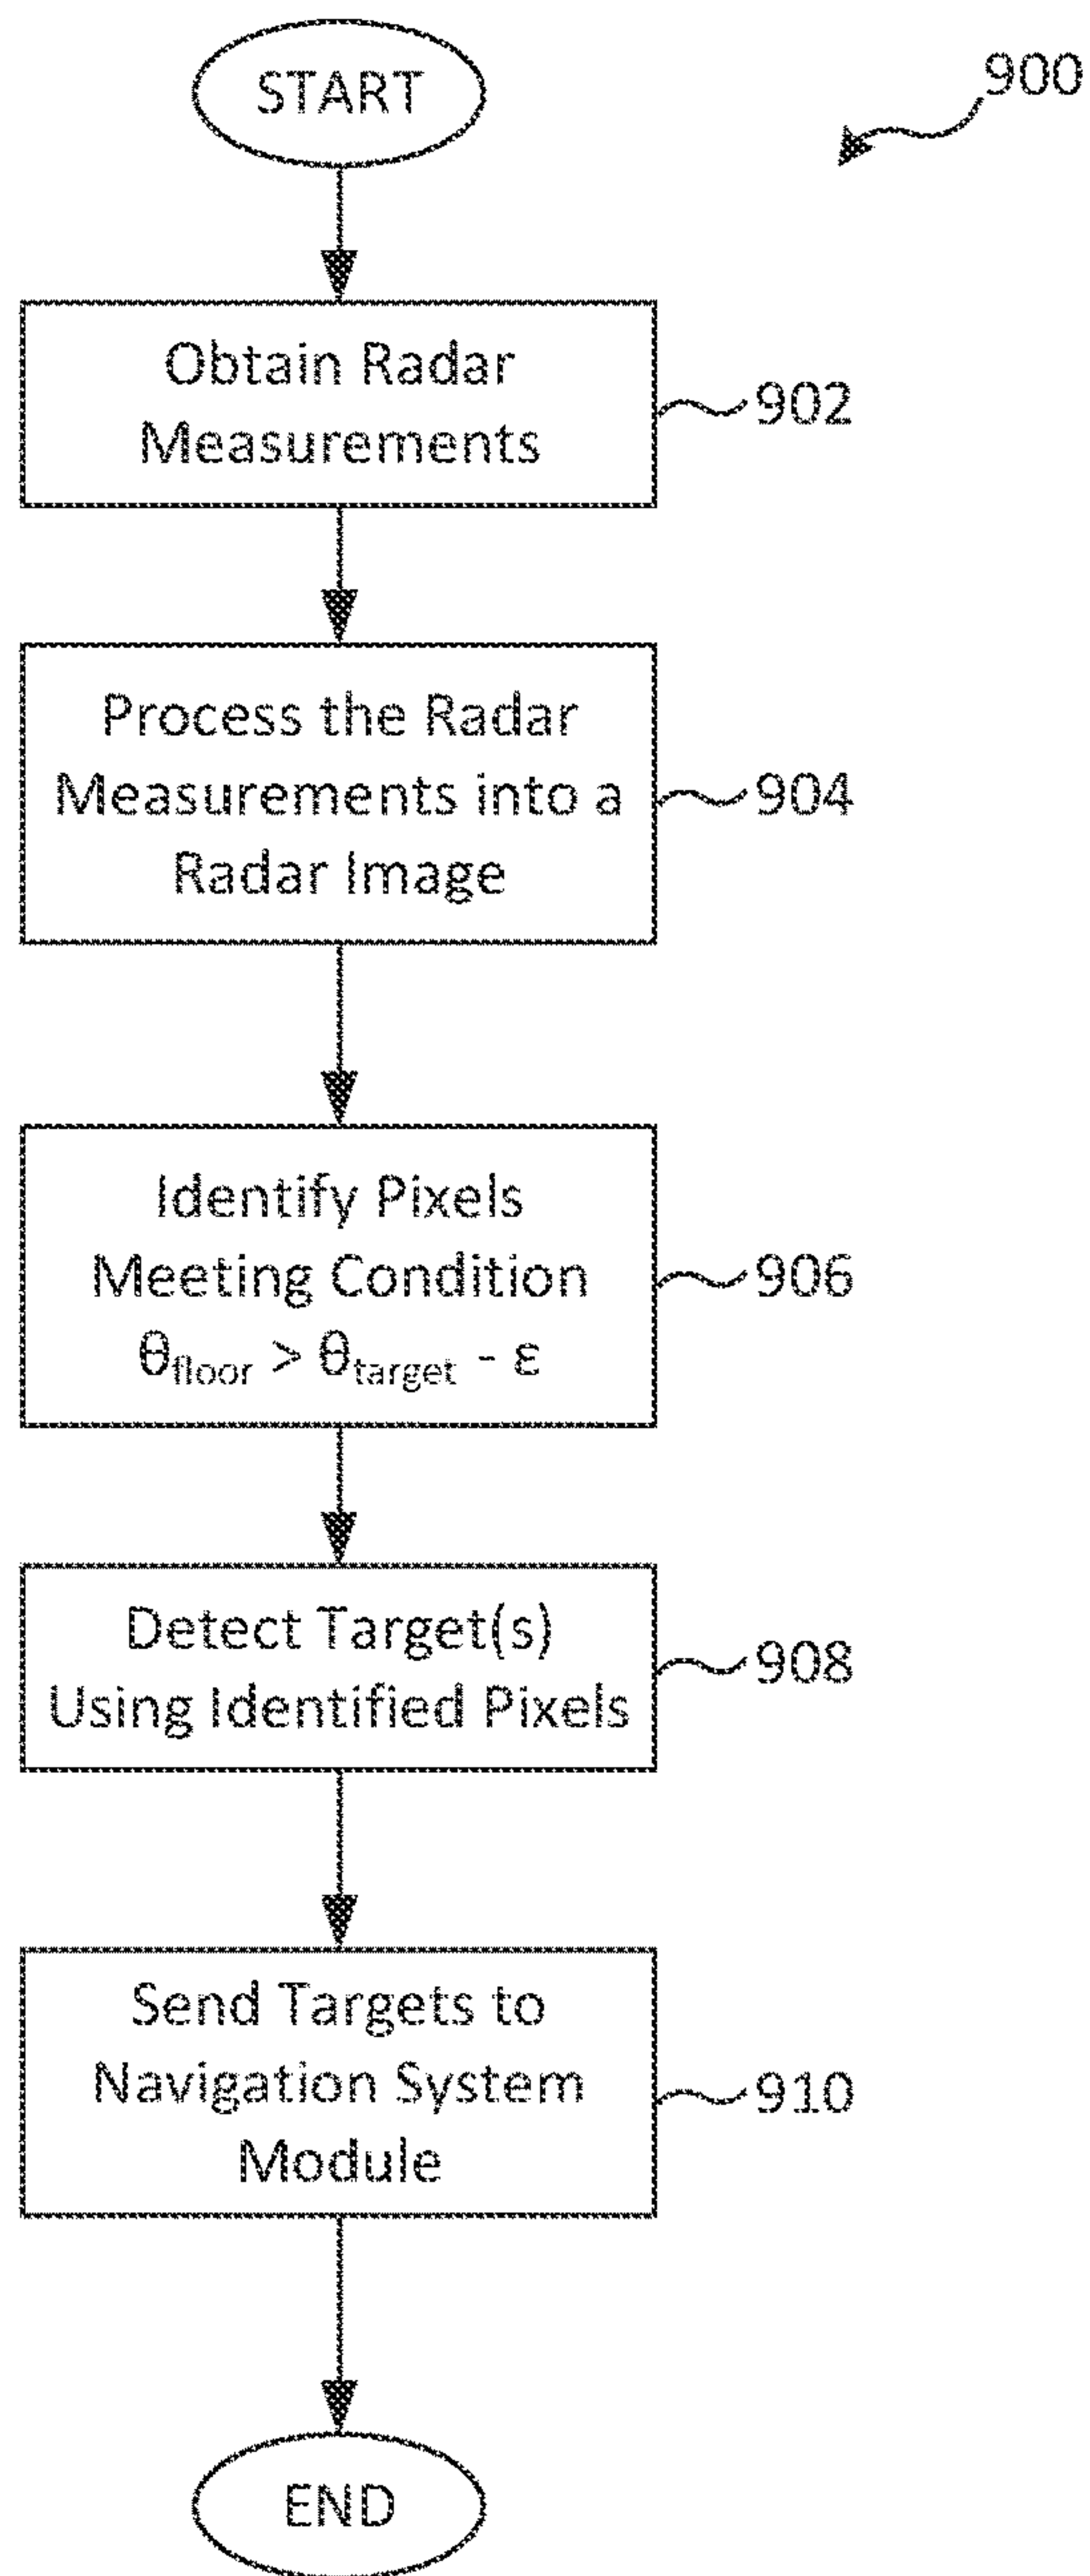 START
900
Obtain Radar
Measurements
902
Process the Radar
Measurements into a
Radar Image
904
Identify Pixels
Meeting Condition
θfloor > θtarget - ε
906
Detect Target(s)
Using Identified Pixels
908
Send Targets to
Navigation System
Module
910
END